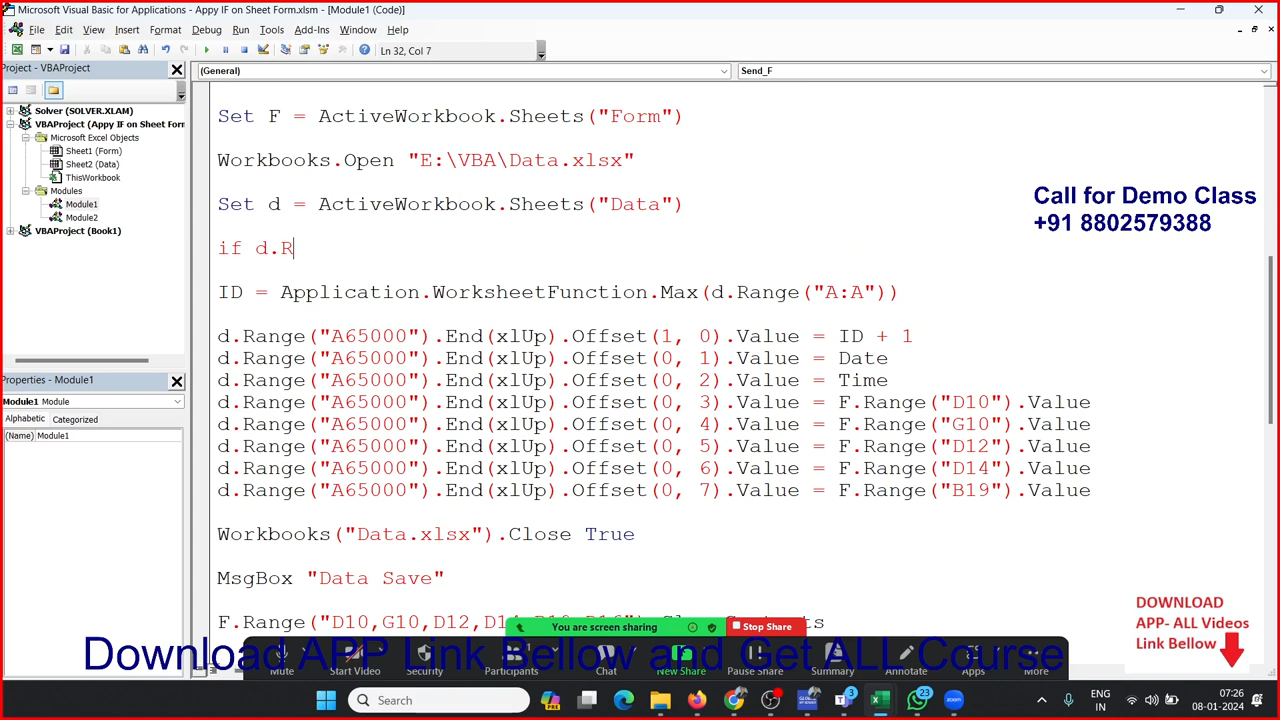 Microsoft Visual Basic for Applications - Appy IF on Sheet Form.xlsm - [Module1 (Code)]
File Edit View Insert Format Debug Run Tools Add-Ins Window Help
Ln 32, Col 7
Project - VBAProject
(General)
Send_F
Solver (SOLVER.XLAM)
VBAProject (Appy IF on Sheet Form
Microsoft Excel Objects
Sheet1 (Form)
Sheet2 (Data)
ThisWorkbook
Modules
Module1
Module2
VBAProject (Book1)
Properties - Module1
Module1 Module
Alphabetic Categorized
(Name) Module1
Set F = ActiveWorkbook.Sheets("Form")
Workbooks.Open "E:\VBA\Data.xlsx"
Set d = ActiveWorkbook.Sheets("Data")
if d.R
ID = Application.WorksheetFunction.Max(d.Range("A:A"))
d.Range("A65000").End(xlUp).Offset(1, 0).Value = ID + 1
d.Range("A65000").End(xlUp).Offset(0, 1).Value = Date
d.Range("A65000").End(xlUp).Offset(0, 2).Value = Time
d.Range("A65000").End(xlUp).Offset(0, 3).Value = F.Range("D10").Value
d.Range("A65000").End(xlUp).Offset(0, 4).Value = F.Range("G10").Value
d.Range("A65000").End(xlUp).Offset(0, 5).Value = F.Range("D12").Value
d.Range("A65000").End(xlUp).Offset(0, 6).Value = F.Range("D14").Value
d.Range("A65000").End(xlUp).Offset(0, 7).Value = F.Range("B19").Value
Workbooks("Data.xlsx").Close True
MsgBox "Data Save"
F.Range("D10,G10,D12,
Call for Demo Class
+91 8802579388
DOWNLOAD
APP- ALL Videos
Link Bellow
You are screen sharing
Stop Share
Download APP Link Bellow and Get ALL Course
Mute Start Video Security Participants Chat New Share Pause Share Summary Annotate Apps More
Search
3
23
ENG
IN
07:26
08-01-2024